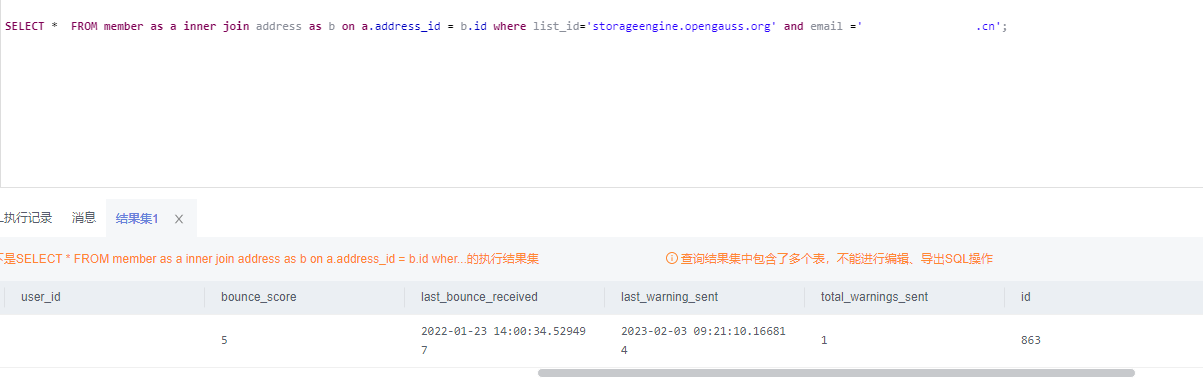 SELECT * FROM member as a inner join address as b on a.address_id = b.id where list_id='storageengine.opengauss.org' and email =' .cn';
执行记录 消息 结果集1
不是SELECT * FROM member as a inner join address as b on a.address_id = b.id wher...的执行结果集 查询结果集中包含了多个表，不能进行编辑、导出SQL操作
user_id bounce_score last_bounce_received last_warning_sent total_warnings_sent id
5 2022-01-23 14:00:34.52949 2023-02-03 09:21:10.16681 1 863
7 4